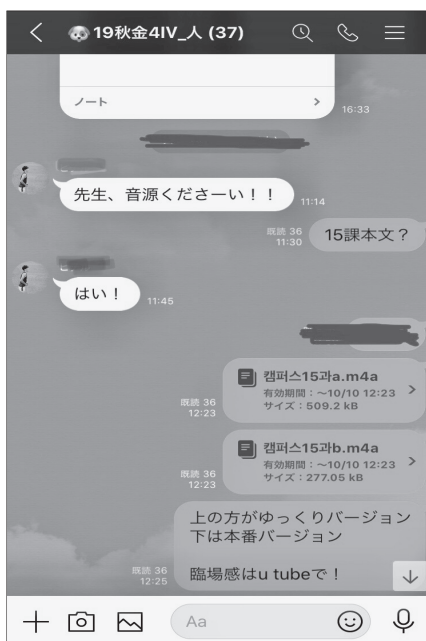 19秋金4Ⅳ_人 (37)
ノート
16:33
先生、音源くださーい！！
11:14
既読 36
11:30
15課本文？
はい！
11:45
캠퍼스15과a.m4a
有効期間：～10/10 12:23
サイズ：509.2 kB
既読 36
12:23
캠퍼스15과b.m4a
有効期間：～10/10 12:23
サイズ：277.05 kB
既読 36
12:23
上の方がゆっくりバージョン
下は本番バージョン
臨場感はu tubeで！
既読 36
12:25
Aa